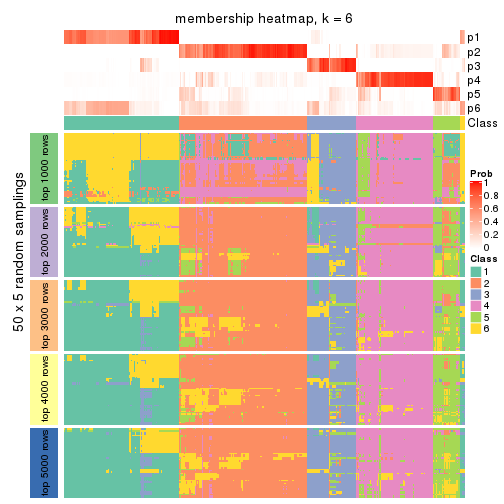 membership heatmap, k = 6
p1
p2
p3
p4
p5
p6
Class
50 x 5 random samplings
top 1000 rows
top 2000 rows
top 3000 rows
top 4000 rows
top 5000 rows
Prob
1
0.8
0.6
0.4
0.2
0
Class
1
2
3
4
5
6